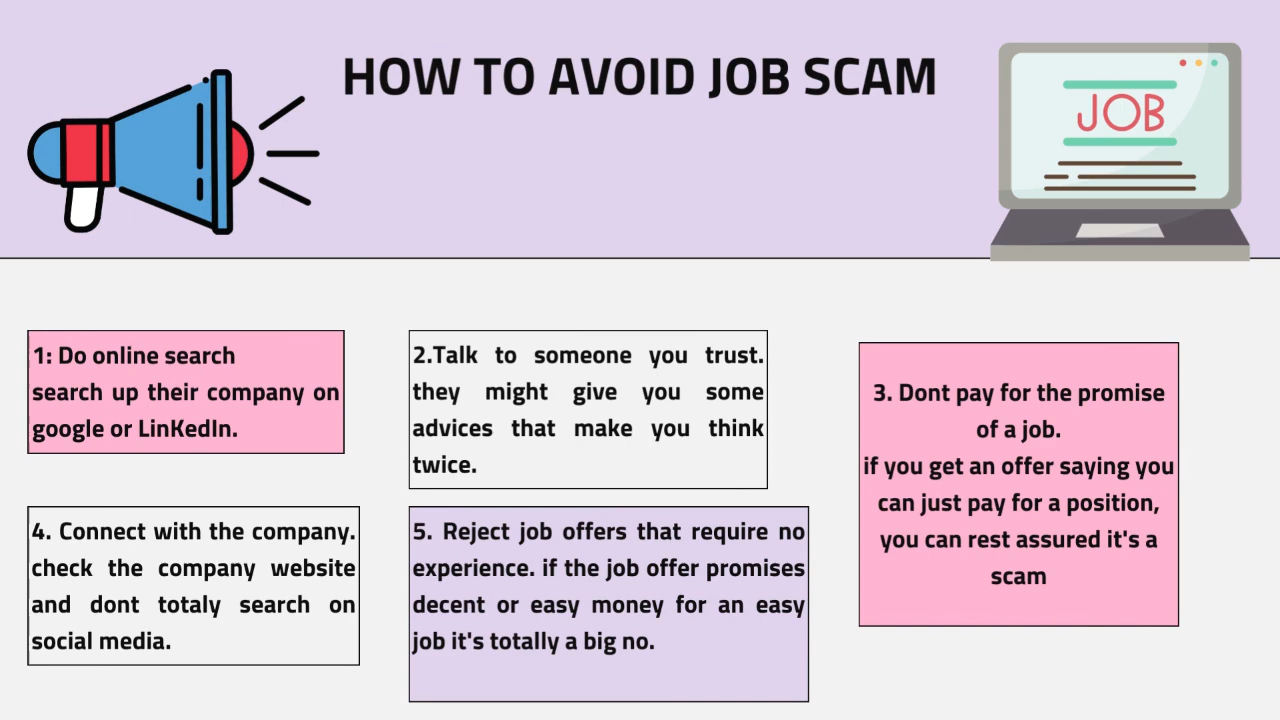 HOW TO AVOID JOB SCAM
JOB
1: Do online search
search up their company on
google or LinKedIn.
2.Talk to someone you trust.
they might give you some
advices that make you think
twice.
3. Dont pay for the promise
of a job.
if you get an offer saying you
can just pay for a position,
you can rest assured it's a
scam
4. Connect with the company.
check the company website
and dont totaly search on
social media.
5. Reject job offers that require no
experience. if the job offer promises
decent or easy money for an easy
job it's totally a big no.